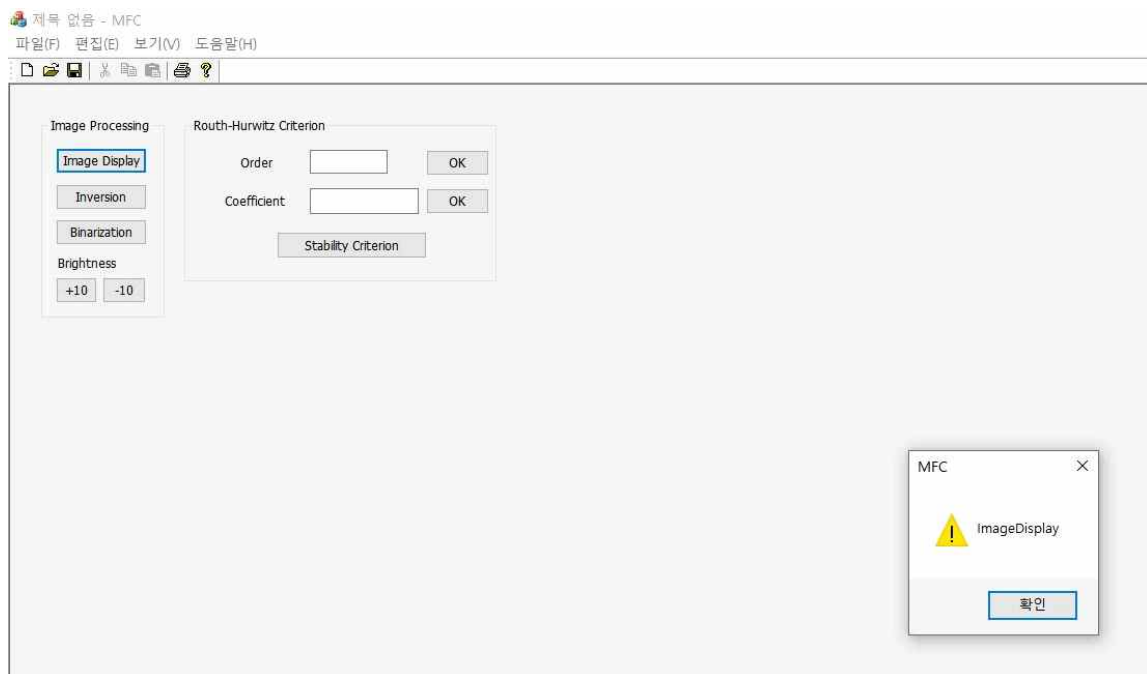 제목 없음 - MFC
파일(F) 편집(E) 보기(V) 도움말(H)
Image Processing
Image Display
Inversion
Binarization
Brightness
+10 -10
Routh-Hurwitz Criterion
Order OK
Coefficient OK
Stability Criterion
MFC
ImageDisplay
확인